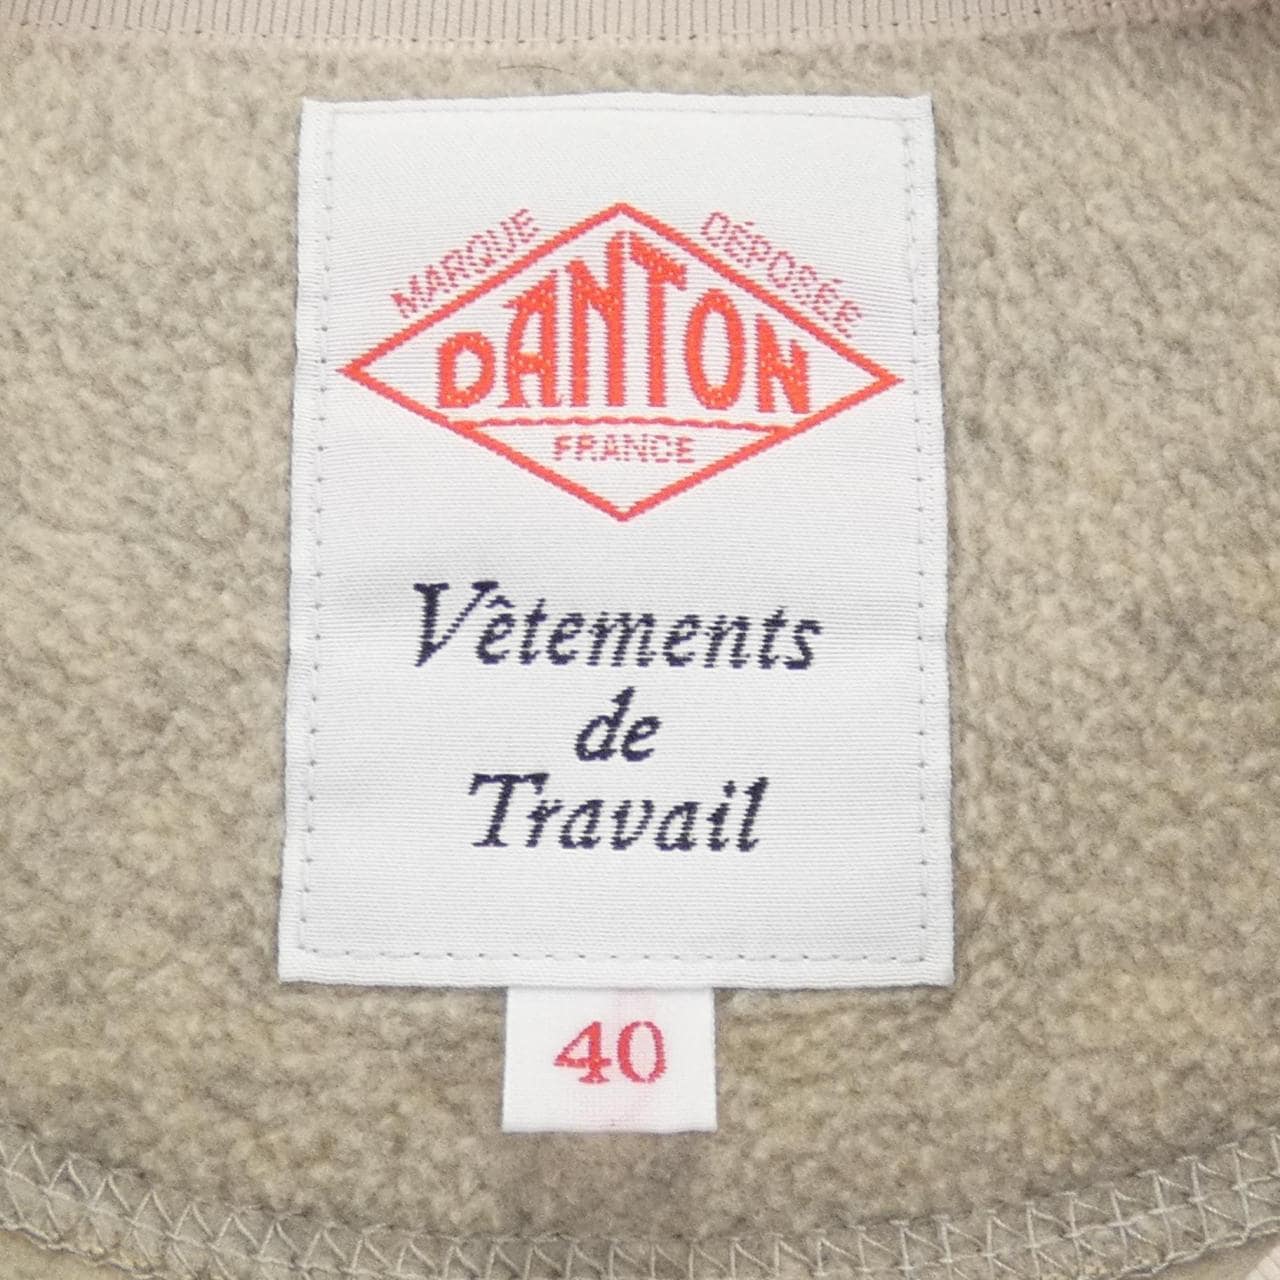 MARQUE DÉPOSÉE
DANTON
FRANCE
Vêtements
de
Travail
40